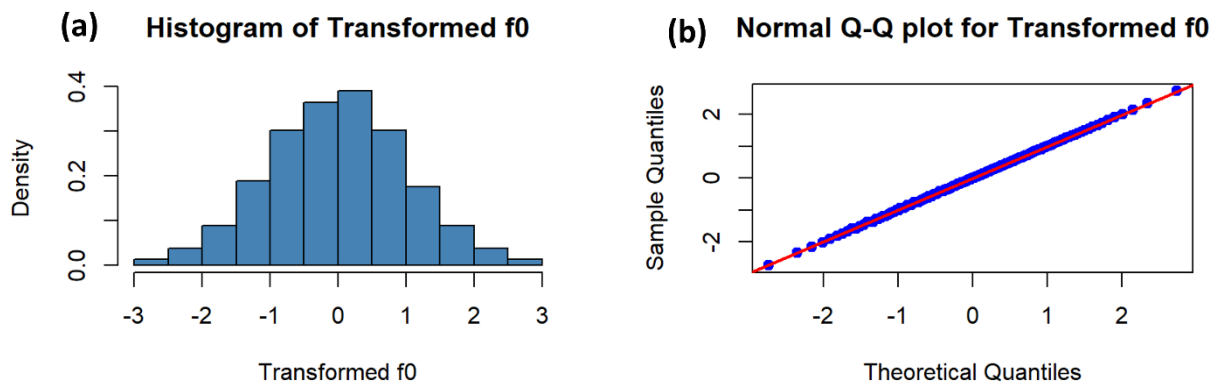 (a) Histogram of Transformed f0
Density
0.4
0.2
0.0
-3 -2 -1 0 1 2 3
Transformed f0
(b) Normal Q-Q plot for Transformed f0
Sample Quantiles
2
0
-2
-2 -1 0 1 2
Theoretical Quantiles